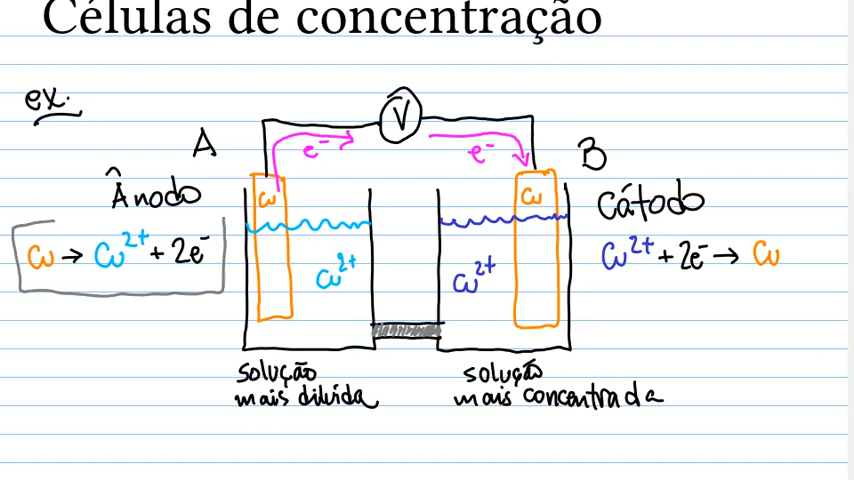 Células de concentração
ex.
A
V
B
e⁻
e⁻
Ânodo
Cu
Cu
Cátodo
Cu → Cu²⁺ + 2e⁻
Cu²⁺
Cu²⁺
Cu²⁺ + 2e⁻ → Cu
solução
mais diluída
solução
mais concentrada